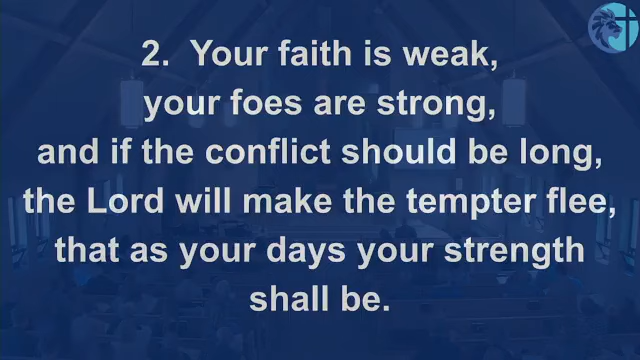 2.  Your faith is weak,
your foes are strong,
and if the conflict should be long,
the Lord will make the tempter flee,
that as your days your strength
shall be.